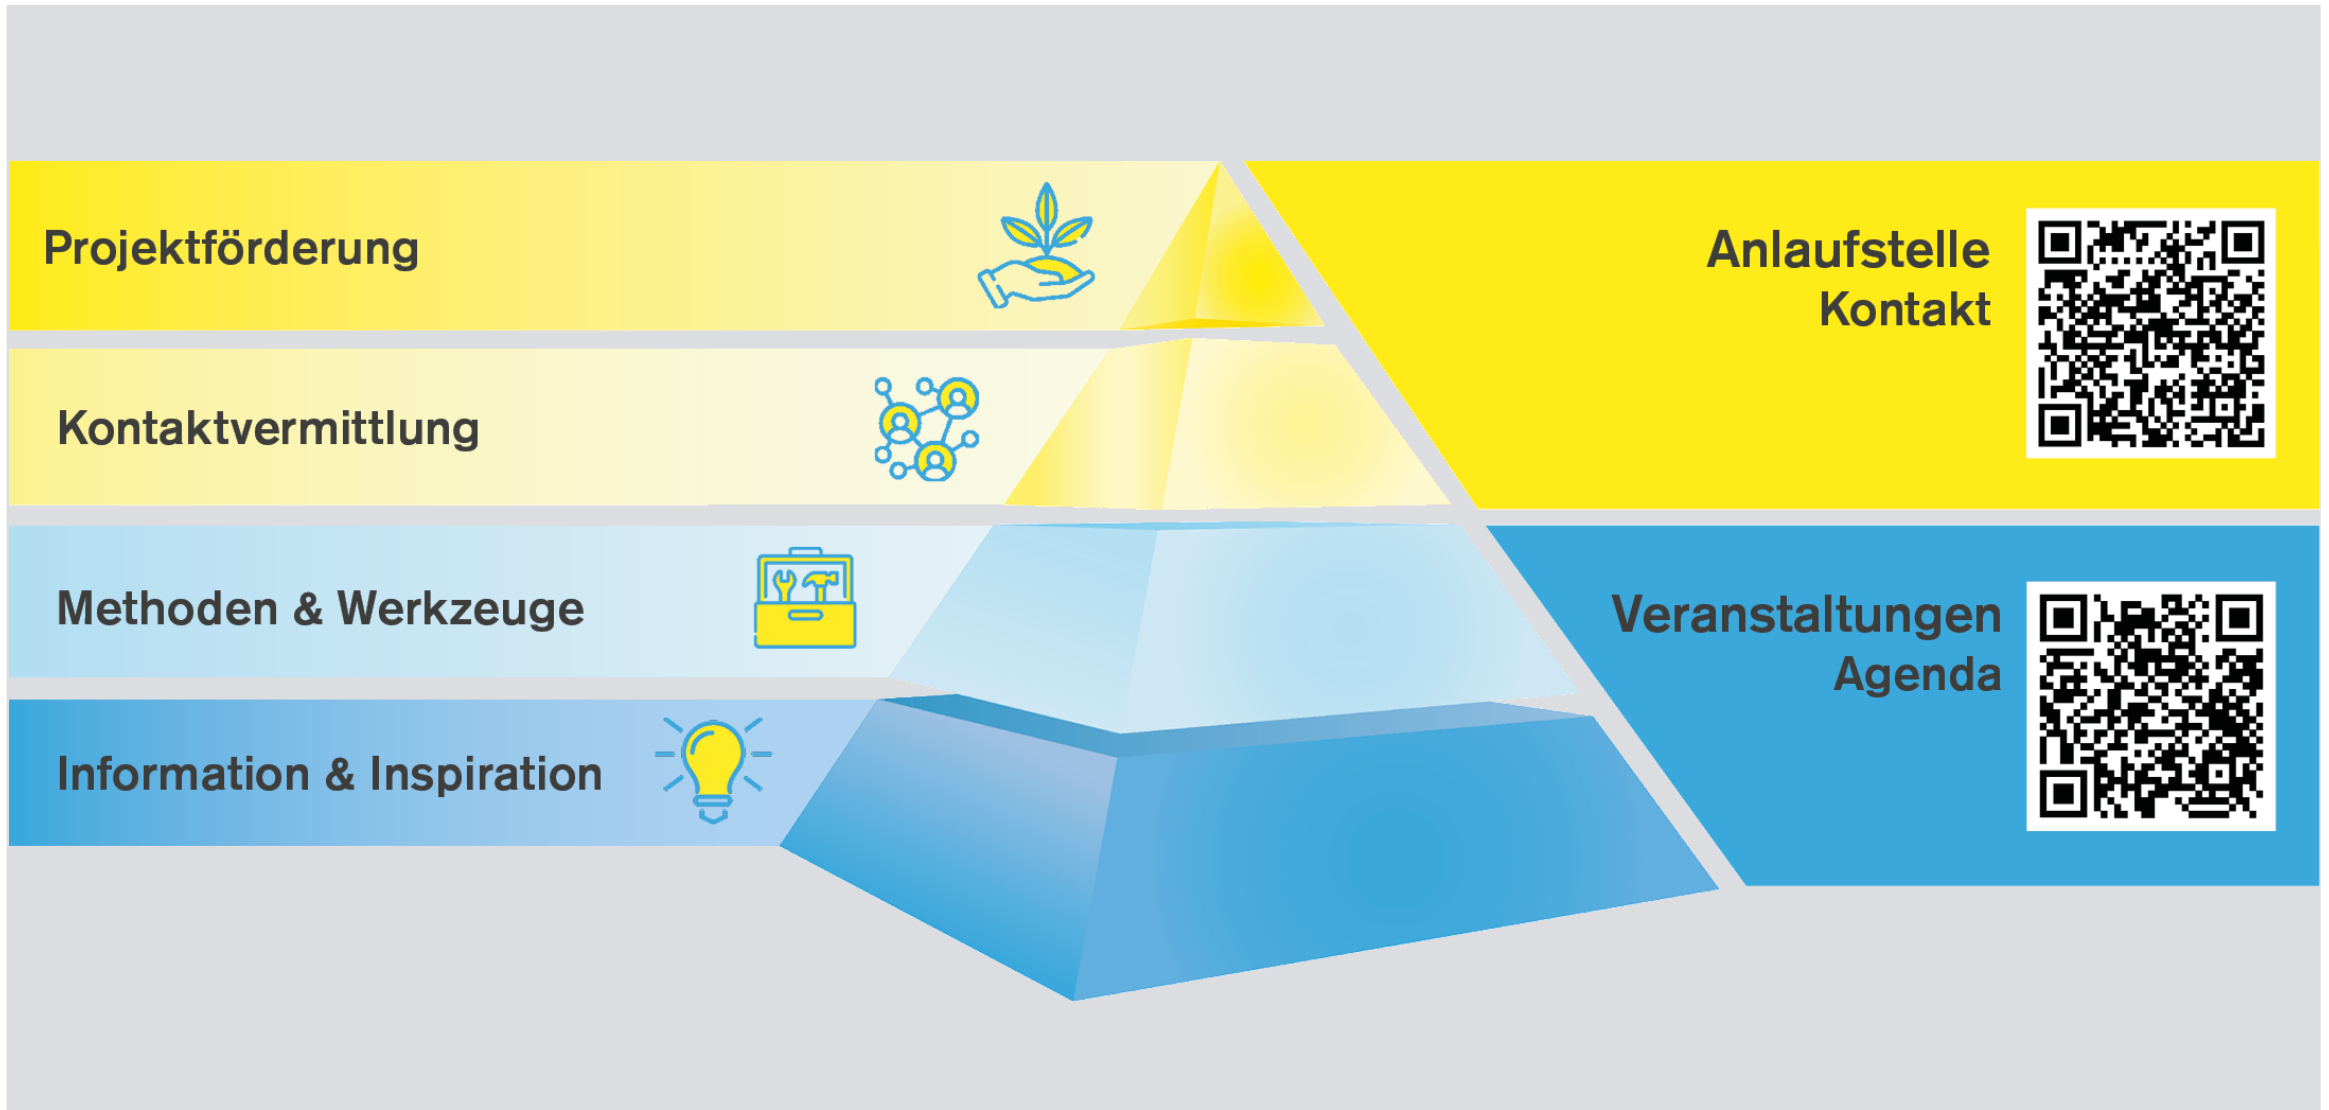 Projektförderung
Kontaktvermittlung
Methoden & Werkzeuge
Information & Inspiration
Anlaufstelle
Kontakt
Veranstaltungen
Agenda